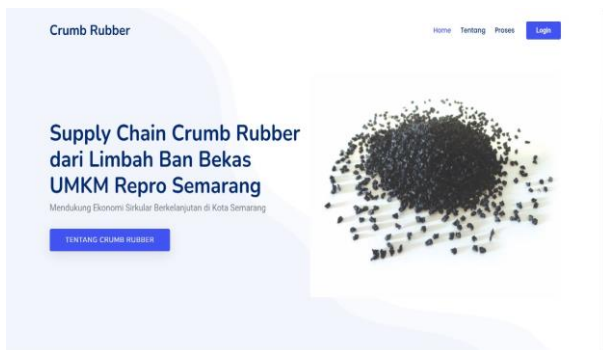 Crumb Rubber
Home Tentang Proses Login
Supply Chain Crumb Rubber
dari Limbah Ban Bekas
UMKM Repro Semarang
Mendukung Ekonomi Sirkular Berkelanjutan di Kota Semarang
TENTANG CRUMB RUBBER